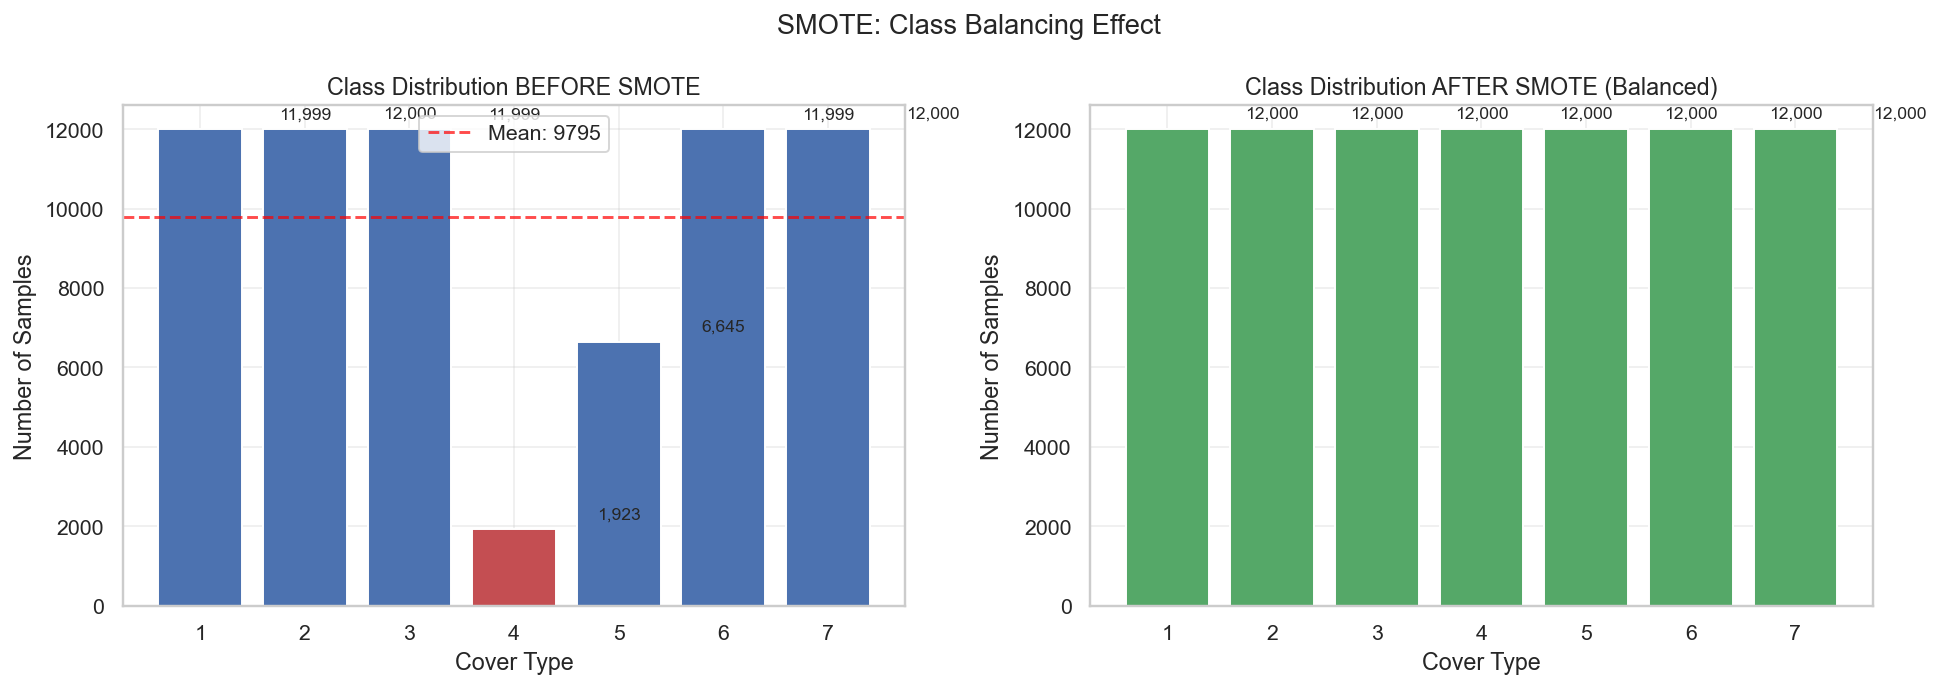 SMOTE: Class Balancing Effect
Class Distribution BEFORE SMOTE
11,999 12,000 11,999 11,999 12,000
Mean: 9795
6,645
1,923
12000
10000
8000
6000
4000
2000
0
Number of Samples
1 2 3 4 5 6 7
Cover Type
Class Distribution AFTER SMOTE (Balanced)
12,000 12,000 12,000 12,000 12,000 12,000 12,000
12000
10000
8000
6000
4000
2000
0
Number of Samples
1 2 3 4 5 6 7
Cover Type